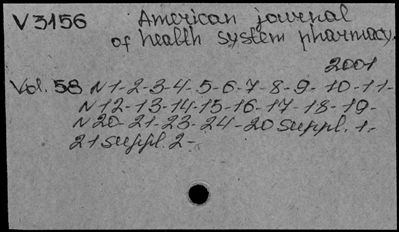 V3156 American journal
of health system pharmacy.
2001
Vol. 58 N1-2-3-4-5-6-7-8-9-10-11-
N12-13-14-15-16-17-18-19-
N20-21-23-24-20 suppl. 1-
21 suppl. 2-